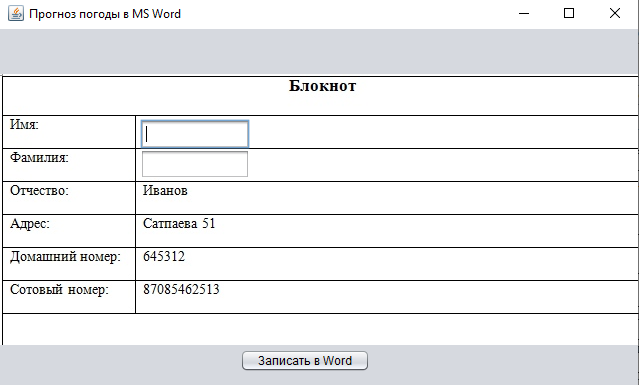 Прогноз погоды в MS Word
Блокнот
Имя:
Фамилия:
Отчество: Иванов
Адрес: Сатпаева 51
Домашний номер: 645312
Сотовый номер: 87085462513
Записать в Word